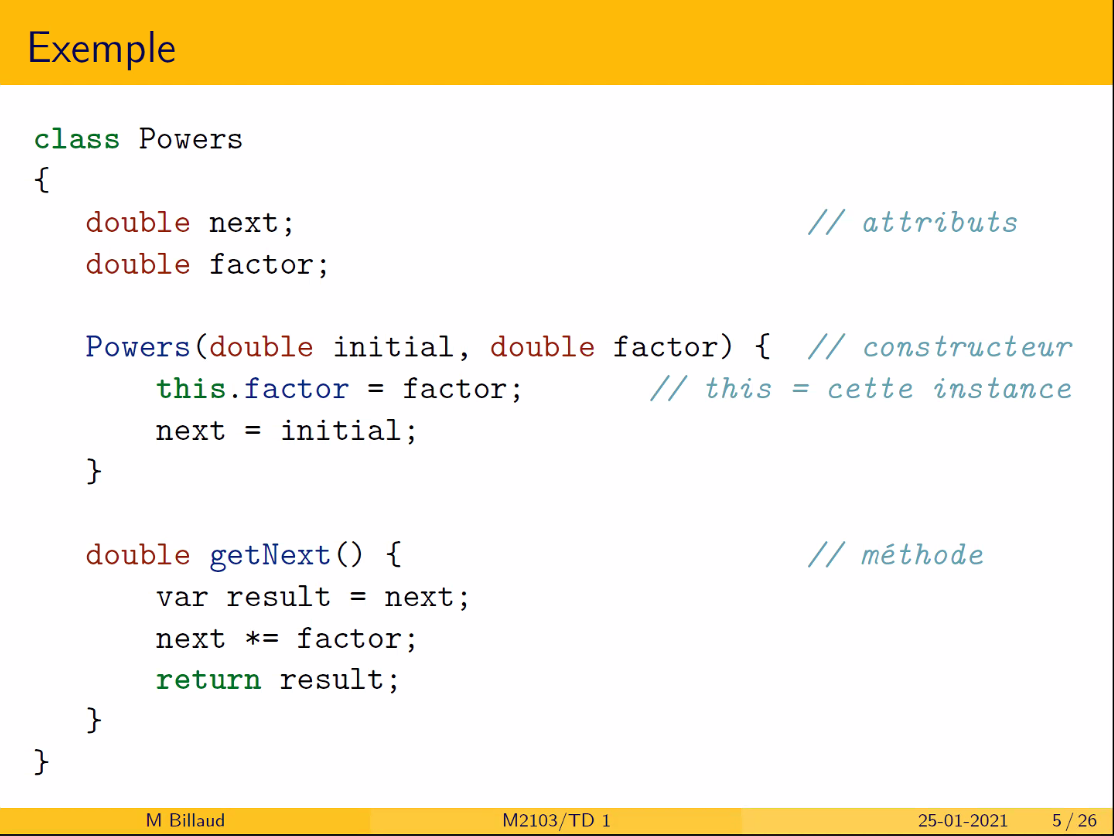 Exemple
class Powers
{
double next; // attributs
double factor;
Powers(double initial, double factor) { // constructeur
this.factor = factor; // this = cette instance
next = initial;
}
double getNext() { // méthode
var result = next;
next *= factor;
return result;
}
}
M Billaud M2103/TD 1 25-01-2021 5 / 26